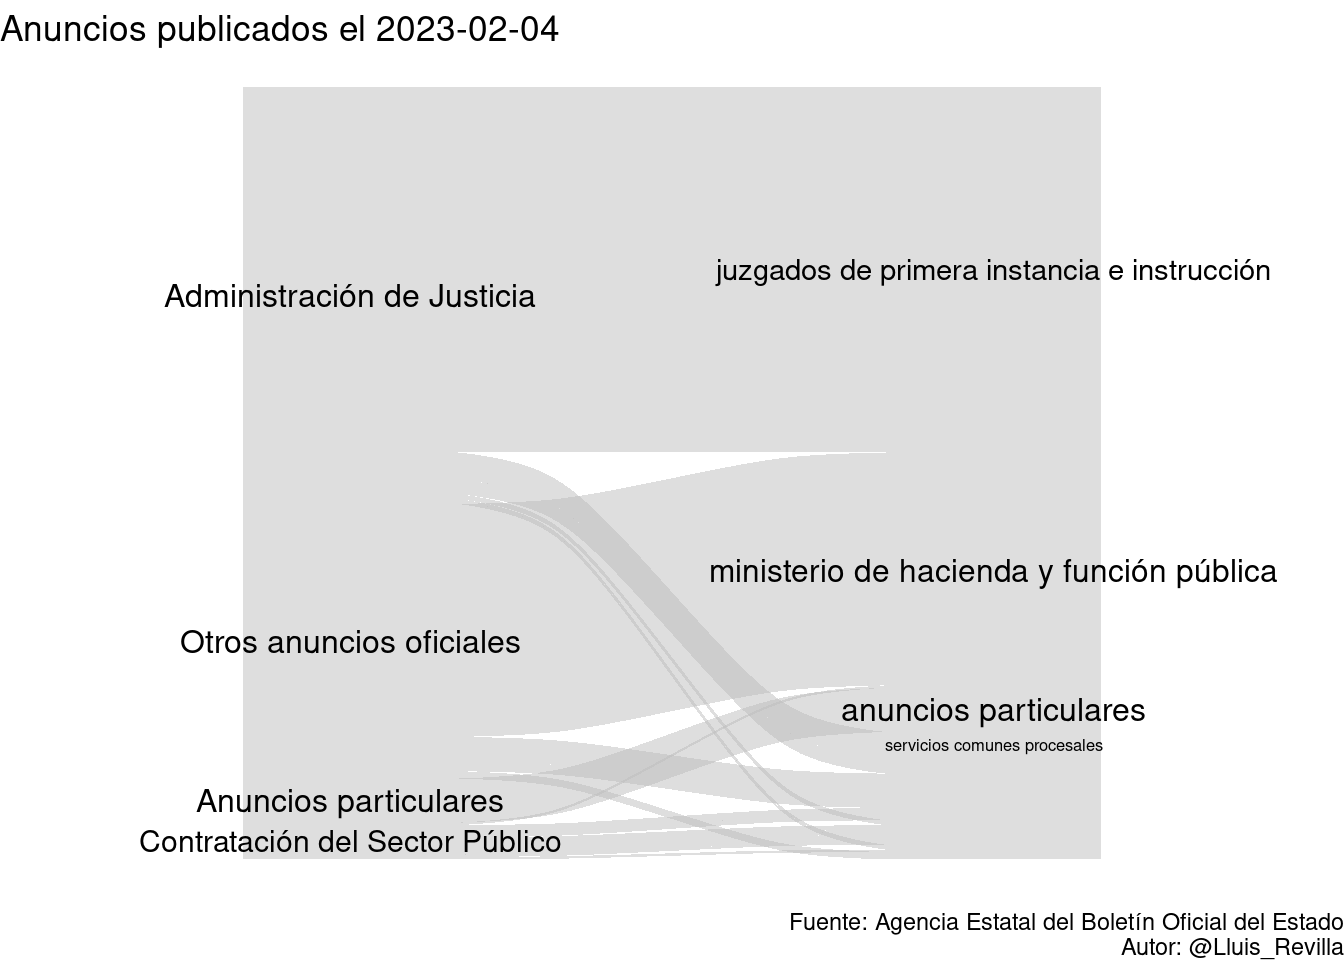 Anuncios publicados el 2023-02-04
juzgados de primera instancia e instrucción
Administración de Justicia
ministerio de hacienda y función pública
Otros anuncios oficiales
anuncios particulares
servicios comunes procesales
Anuncios particulares
Contratación del Sector Público
Fuente: Agencia Estatal del Boletín Oficial del Estado
Autor: @Lluis_Revilla